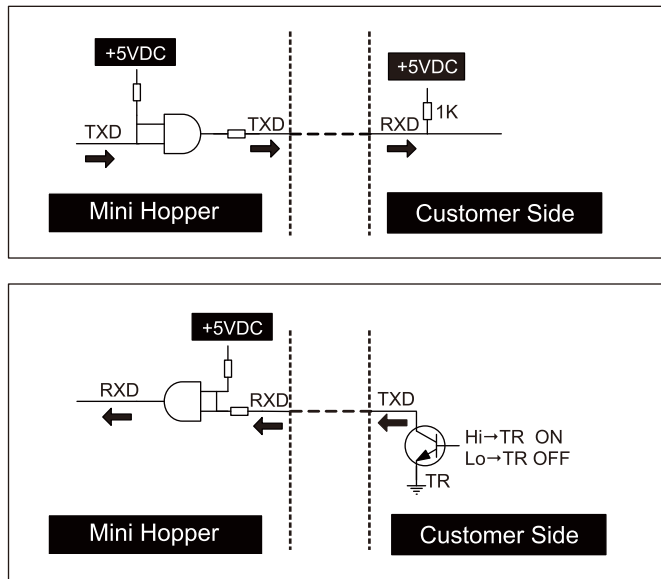 +5VDC
+5VDC
1K
TXD
TXD
RXD
Mini Hopper
Customer Side
+5VDC
RXD
RXD
TXD
Hi→TR ON
Lo→TR OFF
TR
Mini Hopper
Customer Side